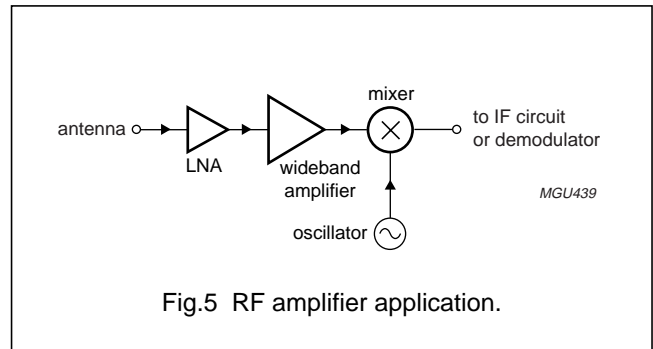 mixer
antenna
to IF circuit
or demodulator
LNA
wideband
amplifier
MGU439
oscillator
Fig.5 RF amplifier application.